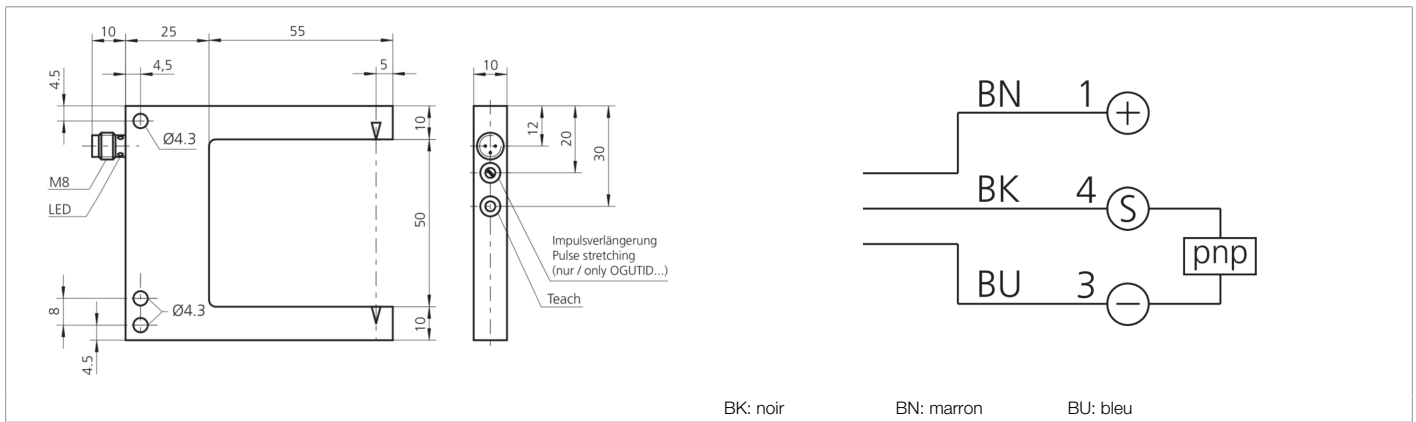 10 25 55
4,5 5
4.5
Ø4.3
M8
LED
10
50
10
8
Ø4.3
4.5
10
12
20
30
Impulsverlängerung
Pulse stretching
(nur / only OGUTID...)
Teach
BN 1 +
BK 4 S
pnp
BU 3 −
BK: noir BN: marron BU: bleu